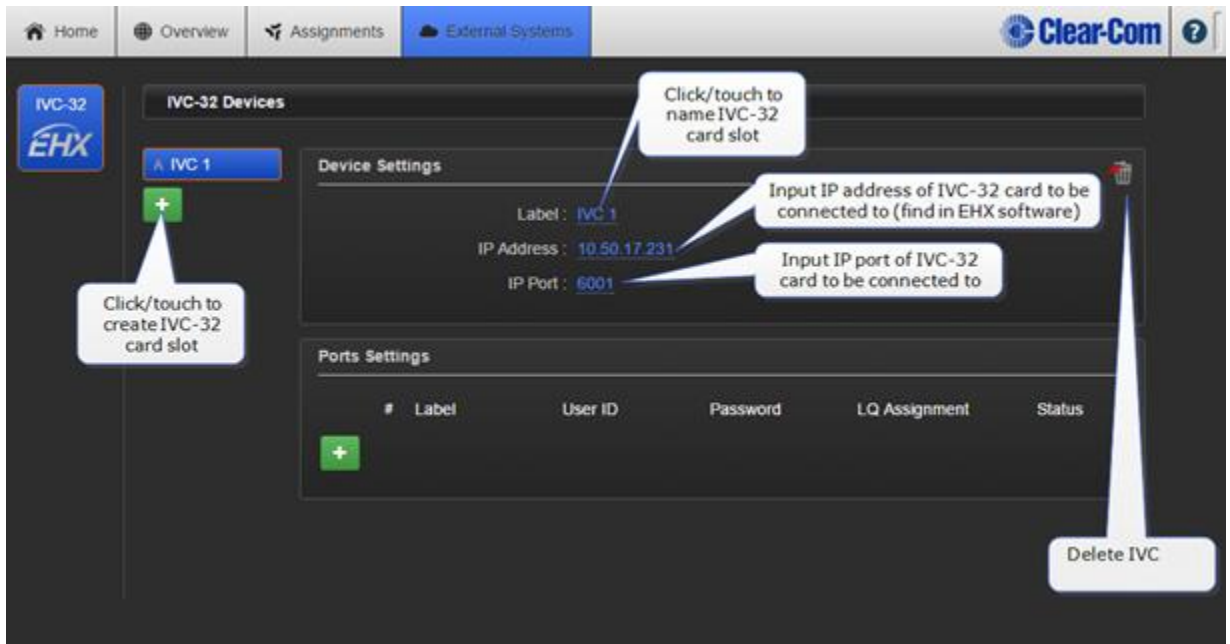 Home
Overview
Assignments
External Systems
Clear-Com
?
IVC-32
EHX
IVC-32 Devices
Click/touch to
name IVC-32
card slot
A IVC 1
+
Device Settings
Label : IVC 1
Input IP address of IVC-32 card to be
connected to (find in EHX software)
IP Address : 10.50.17.231
Input IP port of IVC-32
card to be connected to
IP Port : 6001
Click/touch to
create IVC-32
card slot
Ports Settings
# Label User ID Password LQ Assignment Status
+
Delete IVC